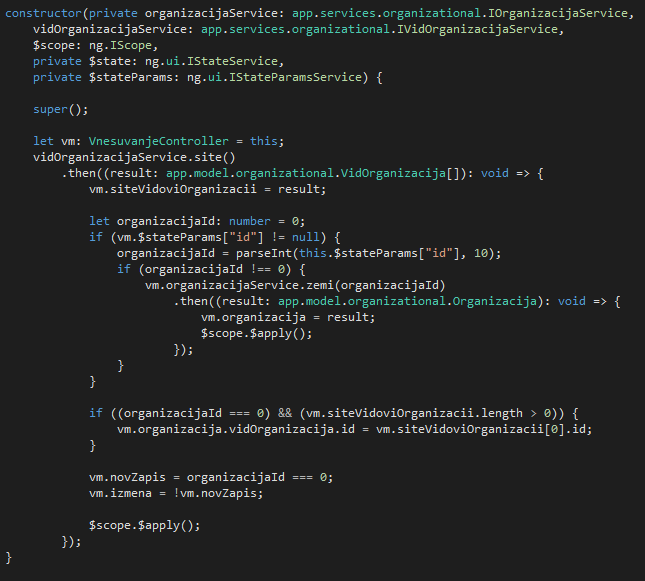 constructor(private organizacijaService: app.services.organizational.IOrganizacijaService,
    vidOrganizacijaService: app.services.organizational.IVidOrganizacijaService,
    $scope: ng.IScope,
    private $state: ng.ui.IStateService,
    private $stateParams: ng.ui.IStateParamsService) {
    super();
    let vm: VnesuvanjeController = this;
    vidOrganizacijaService.site()
        .then((result: app.model.organizational.VidOrganizacija[]): void => {
            vm.siteVidoviOrganizacii = result;
            let organizacijaId: number = 0;
            if (vm.$stateParams["id"] != null) {
                organizacijaId = parseInt(this.$stateParams["id"], 10);
                if (organizacijaId !== 0) {
                    vm.organizacijaService.zemi(organizacijaId)
                        .then((result: app.model.organizational.Organizacija): void => {
                            vm.organizacija = result;
                            $scope.$apply();
                        });
                }
            }
            if ((organizacijaId === 0) && (vm.siteVidoviOrganizacii.length > 0)) {
                vm.organizacija.vidOrganizacija.id = vm.siteVidoviOrganizacii[0].id;
            }
            vm.novZapis = organizacijaId === 0;
            vm.izmena = !vm.novZapis;
            $scope.$apply();
        });
}